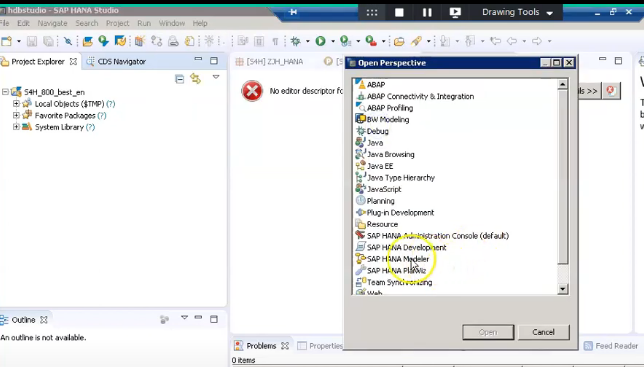 hdbstudio - SAP HANA Studio
Drawing Tools
File Edit Navigate Search Project Run Window Help
Project Explorer
CDS Navigator
[S4H] ZJH_HANA
S4H_800_best_en
Local Objects ($TMP) (?)
Favorite Packages (?)
System Library (?)
No editor descriptor fo
ils >>
Open Perspective
ABAP
ABAP Connectivity & Integration
ABAP Profiling
BW Modeling
Debug
Java
Java Browsing
Java EE
Java Type Hierarchy
JavaScript
Planning
Plug-in Development
Resource
SAP HANA Administration Console (default)
SAP HANA Development
SAP HANA Modeler
SAP HANA PlanViz
Team Synchronizing
Web
Open
Cancel
Outline
An outline is not available.
Problems
Properties
Feed Reader
0 items